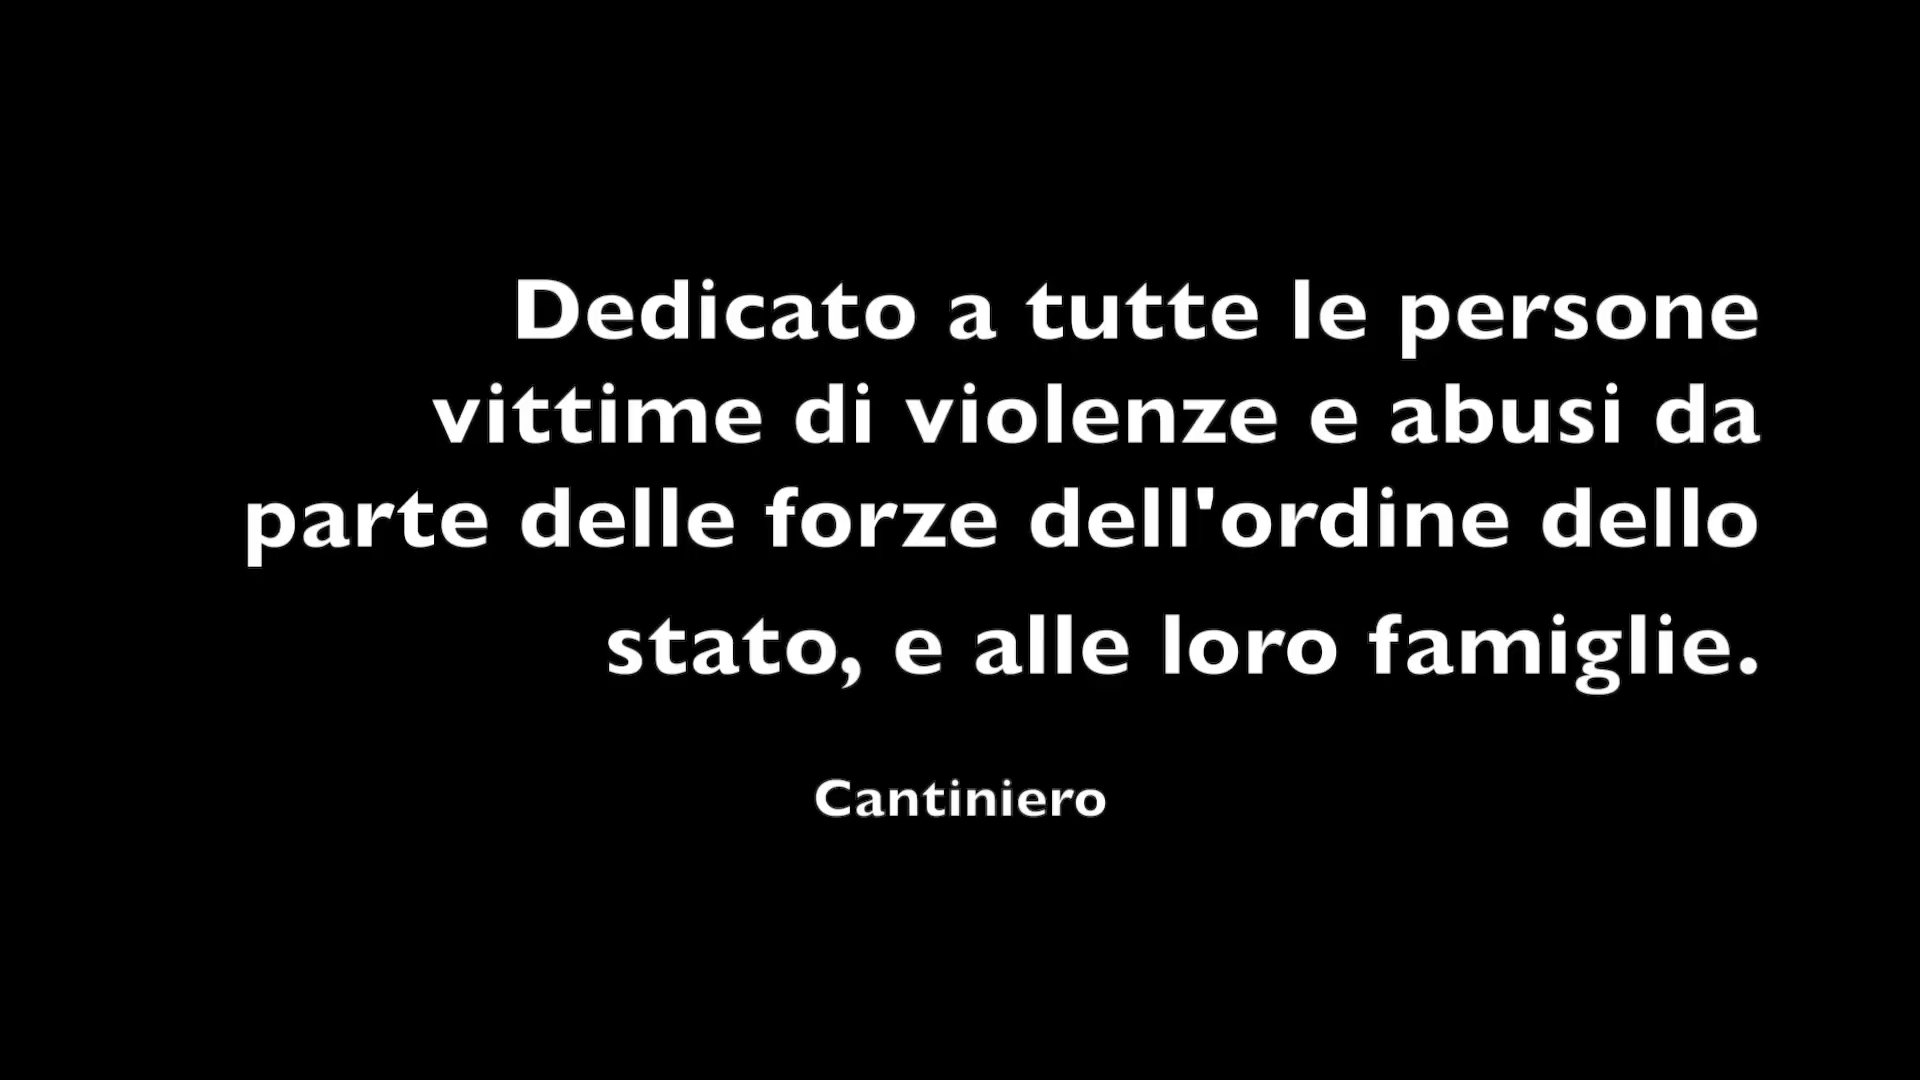 Dedicato a tutte le persone
vittime di violenze e abusi da
parte delle forze dell'ordine dello
stato, e alle loro famiglie.
Cantiniero